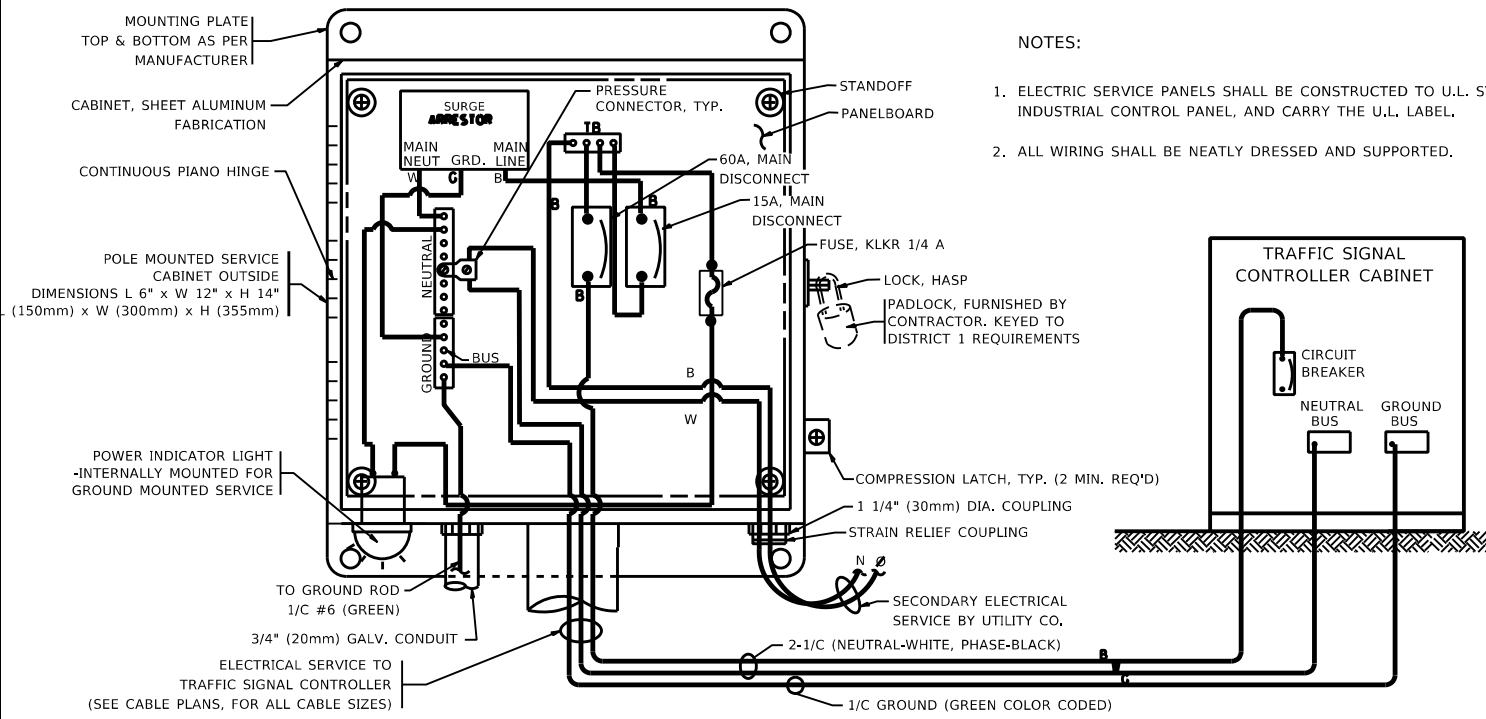 MOUNTING PLATE
TOP & BOTTOM AS PER
MANUFACTURER
CABINET, SHEET ALUMINUM
FABRICATION
CONTINUOUS PIANO HINGE
POLE MOUNTED SERVICE
CABINET OUTSIDE
DIMENSIONS L 6" x W 12" x H 14"
(150mm) x W (300mm) x H (355mm)
POWER INDICATOR LIGHT
-INTERNALLY MOUNTED FOR
GROUND MOUNTED SERVICE
TO GROUND ROD
1/C #6 (GREEN)
3/4" (20mm) GALV. CONDUIT
ELECTRICAL SERVICE TO
TRAFFIC SIGNAL CONTROLLER
(SEE CABLE PLANS, FOR ALL CABLE SIZES)
SURGE
ARRESTOR
MAIN
NEUT
GRD.
MAIN
LINE
W
G
B
NEUTRAL
GROUND
BUS
PRESSURE
CONNECTOR, TYP.
TB
B
B
B
60A, MAIN
DISCONNECT
15A, MAIN
DISCONNECT
FUSE, KLKR 1/4 A
B
W
STANDOFF
PANELBOARD
LOCK, HASP
PADLOCK, FURNISHED BY
CONTRACTOR. KEYED TO
DISTRICT 1 REQUIREMENTS
COMPRESSION LATCH, TYP. (2 MIN. REQ'D)
1 1/4" (30mm) DIA. COUPLING
STRAIN RELIEF COUPLING
N Ø
SECONDARY ELECTRICAL
SERVICE BY UTILITY CO.
2-1/C (NEUTRAL-WHITE, PHASE-BLACK)
B
W
G
1/C GROUND (GREEN COLOR CODED)
NOTES:
1. ELECTRIC SERVICE PANELS SHALL BE CONSTRUCTED TO U.L.
INDUSTRIAL CONTROL PANEL, AND CARRY THE U.L. LABEL.
2. ALL WIRING SHALL BE NEATLY DRESSED AND SUPPORTED.
TRAFFIC SIGNAL
CONTROLLER CABINET
CIRCUIT
BREAKER
NEUTRAL
BUS
GROUND
BUS